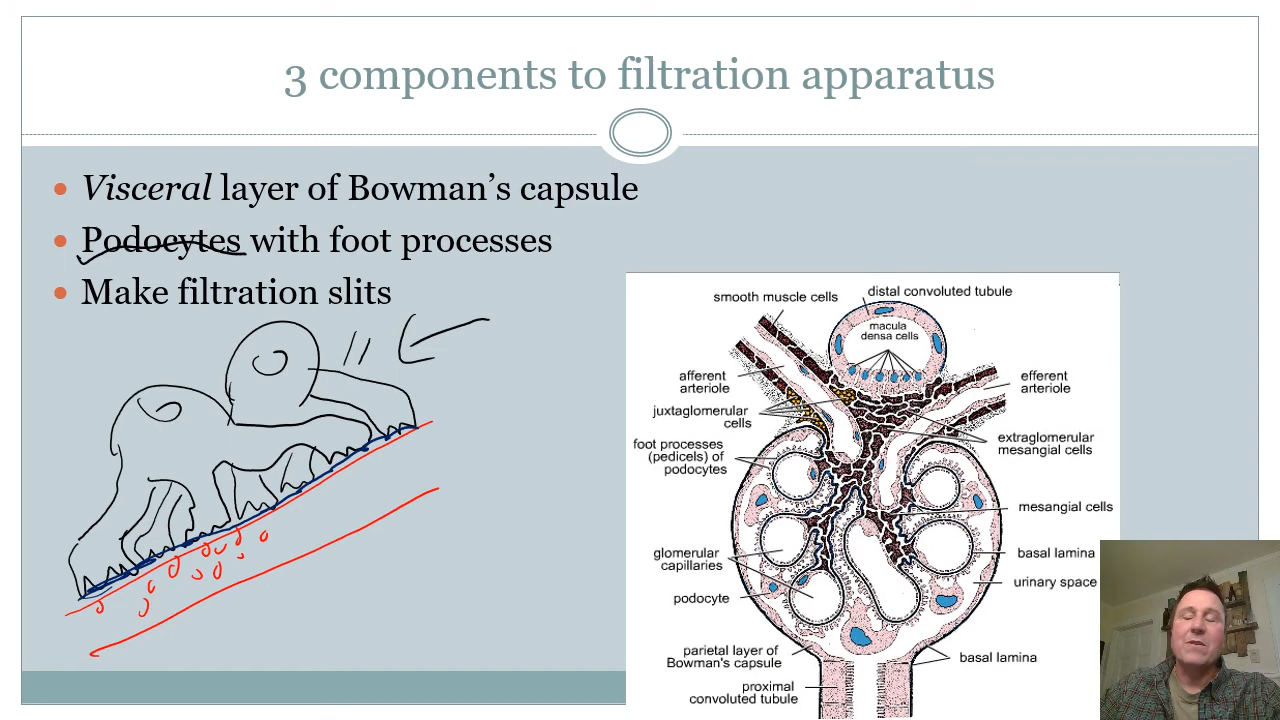 3 components to filtration apparatus
Visceral layer of Bowman's capsule
Podocytes with foot processes
Make filtration slits
smooth muscle cells
distal convoluted tubule
macula
densa cells
afferent
arteriole
efferent
arteriole
juxtaglomerular
cells
extraglomerular
mesangial cells
foot processes
(pedicels) of
podocytes
mesangial cells
glomerular
capillaries
basal lamina
urinary space
podocyte
parietal layer of
Bowman's capsule
basal lamina
proximal
convoluted tubule